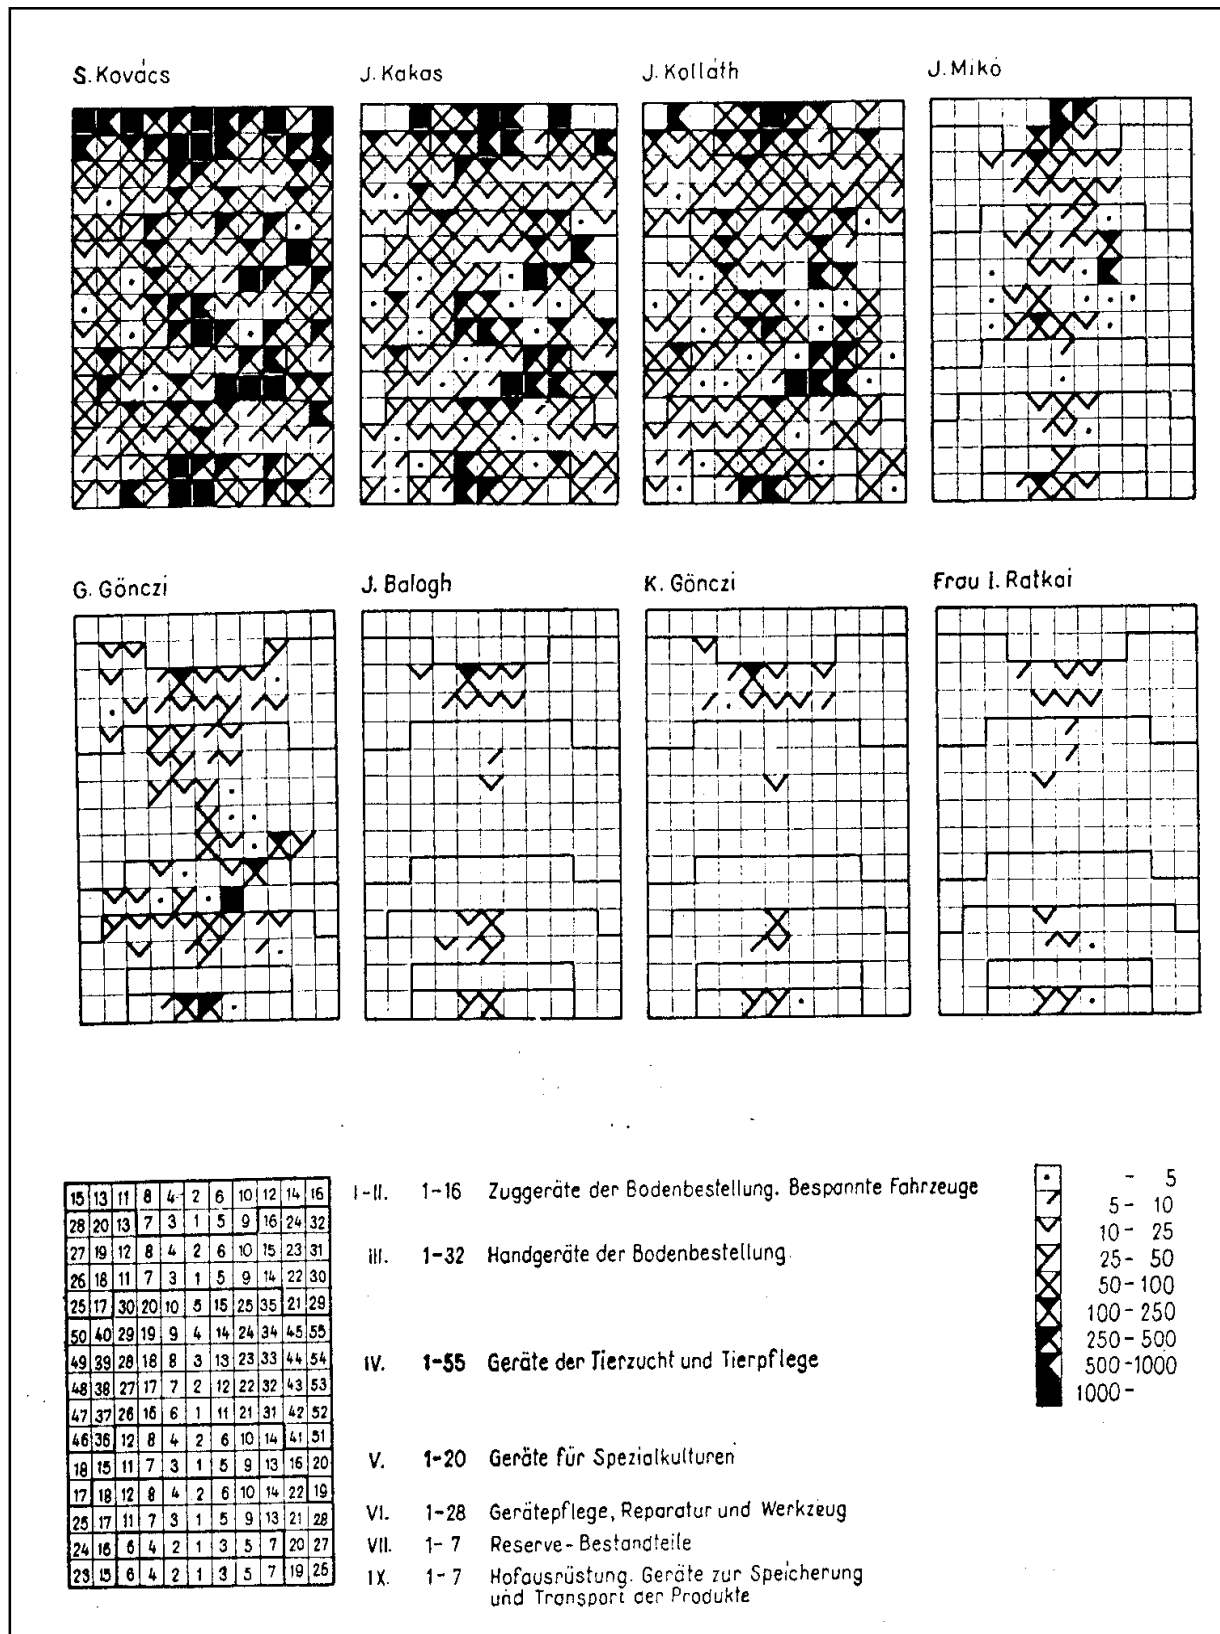 S. Kovács
J. Kakas
J. Kolláth
J. Mikó
G. Gönczi
J. Balogh
K. Gönczi
Frau I. Ratkai
15 13 11 8 4 2 6 10 12 14 16
28 20 13 7 3 1 5 9 16 24 32
27 19 12 8 4 2 6 10 15 23 31
26 18 11 7 3 1 5 9 14 22 30
25 17 30 20 10 5 15 25 35 21 29
50 40 29 19 9 4 14 24 34 45 55
49 39 28 18 8 3 13 23 33 44 54
48 38 27 17 7 2 12 22 32 43 53
47 37 26 16 6 1 11 21 31 42 52
46 36 12 8 4 2 6 10 14 41 51
18 15 11 7 3 1 5 9 13 16 20
17 18 12 8 4 2 6 10 14 22 19
25 17 11 7 3 1 5 9 13 21 28
24 16 6 4 2 1 3 5 7 20 27
23 15 6 4 2 1 3 5 7 19 26
I-II. 1-16 Zuggeräte der Bodenbestellung. Bespannte Fahrzeuge
III. 1-32 Handgeräte der Bodenbestellung
IV. 1-55 Geräte der Tierzucht und Tierpflege
V. 1-20 Geräte für Spezialkulturen
VI. 1-28 Gerätepflege, Reparatur und Werkzeug
VII. 1- 7 Reserve-Bestandteile
IX. 1-7 Hofausrüstung. Geräte zur Speicherung
und Transport der Produkte
- 5
5- 10
10- 25
25- 50
50-100
100-250
250-500
500-1000
1000-